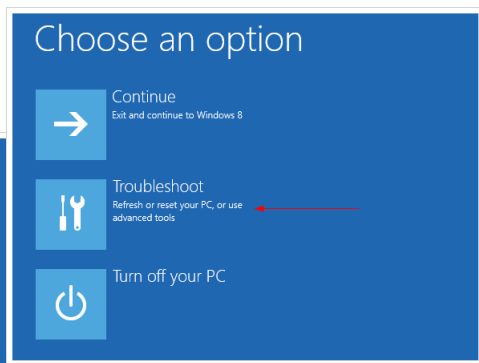 Choose an option
Continue
Exit and continue to Windows 8
Troubleshoot
Refresh or reset your PC, or use
advanced tools
Turn off your PC